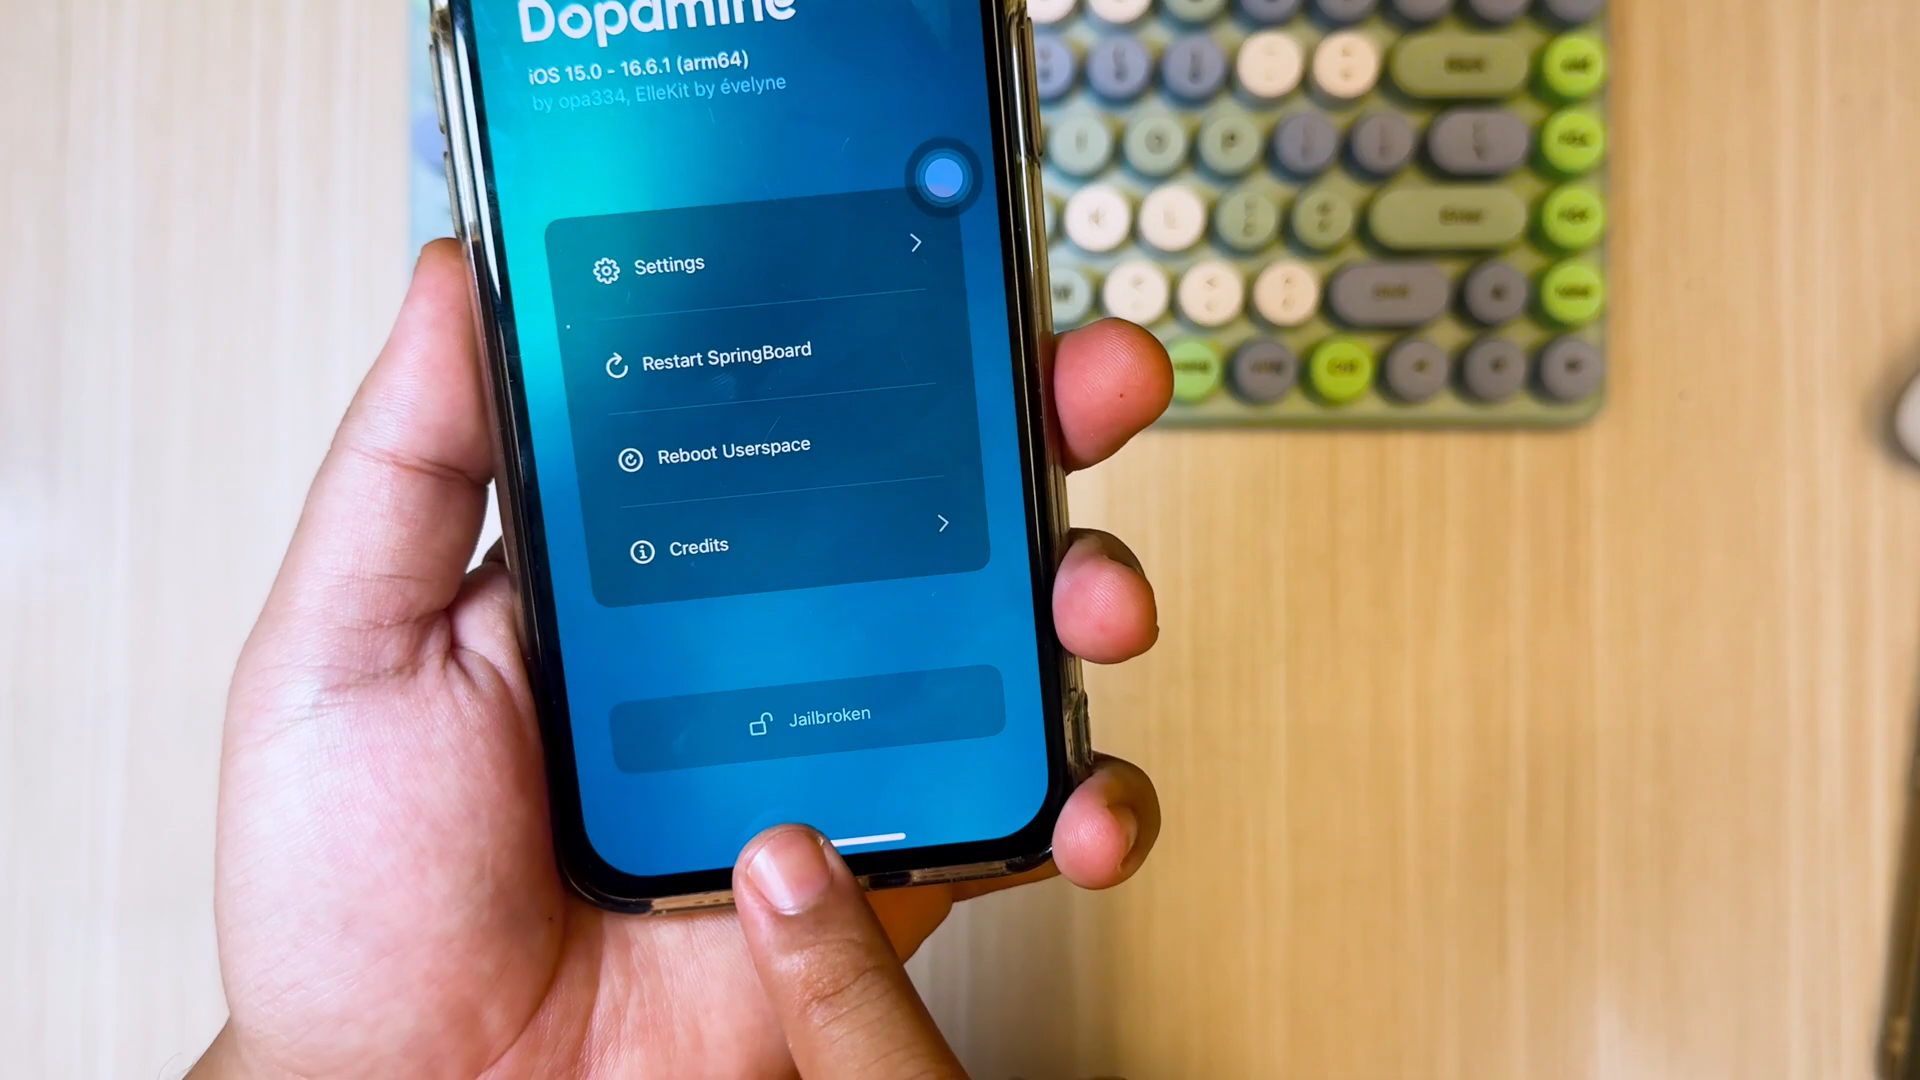 Dopamine
iOS 15.0 - 16.6.1 (arm64)
by opa334, ElleKit by évelyne
Settings
Restart SpringBoard
Reboot Userspace
Credits
Jailbroken
I
O
P
K
L
Enter